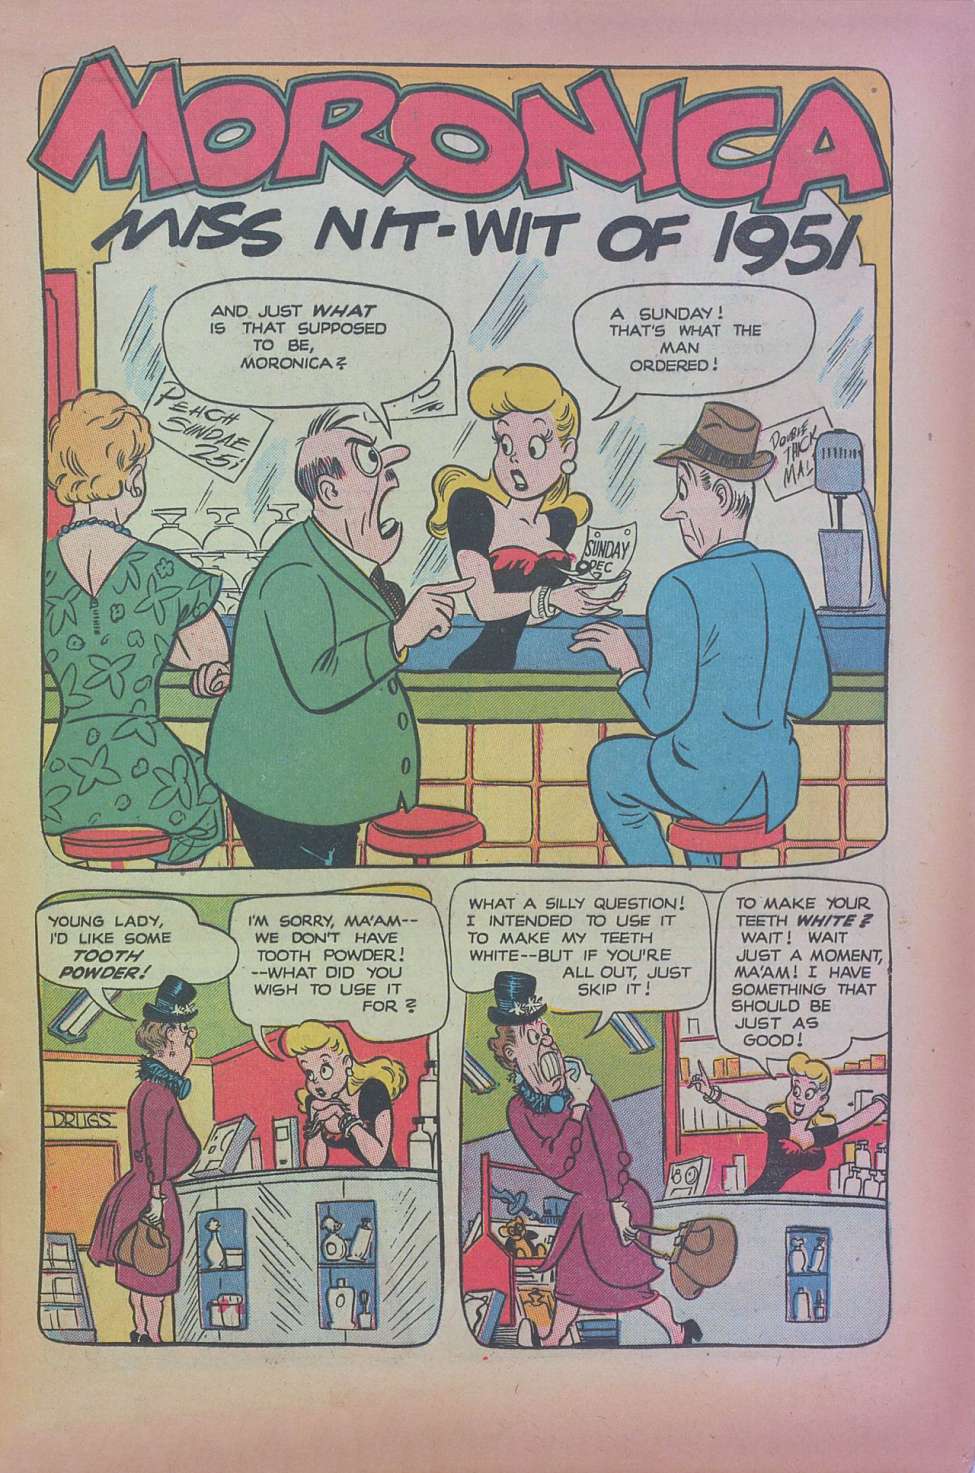 MORONICA
MISS NIT-WIT OF 1951
AND JUST WHAT
IS THAT SUPPOSED
TO BE,
MORONICA?
A SUNDAY!
THAT'S WHAT THE
MAN
ORDERED!
PEACH
SUNDAE
25¢
DOUBLE
THICK
MAL
SUNDAY
DEC
YOUNG LADY,
I'D LIKE SOME
TOOTH
POWDER!
I'M SORRY, MA'AM--
WE DON'T HAVE
TOOTH POWDER!
--WHAT DID YOU
WISH TO USE IT
FOR?
DRUGS
WHAT A SILLY QUESTION!
I INTENDED TO USE IT
TO MAKE MY TEETH
WHITE--BUT IF YOU'RE
ALL OUT, JUST
SKIP IT!
TO MAKE YOUR
TEETH WHITE?
WAIT! WAIT
JUST A MOMENT,
MA'AM! I HAVE
SOMETHING THAT
SHOULD BE
JUST AS
GOOD!